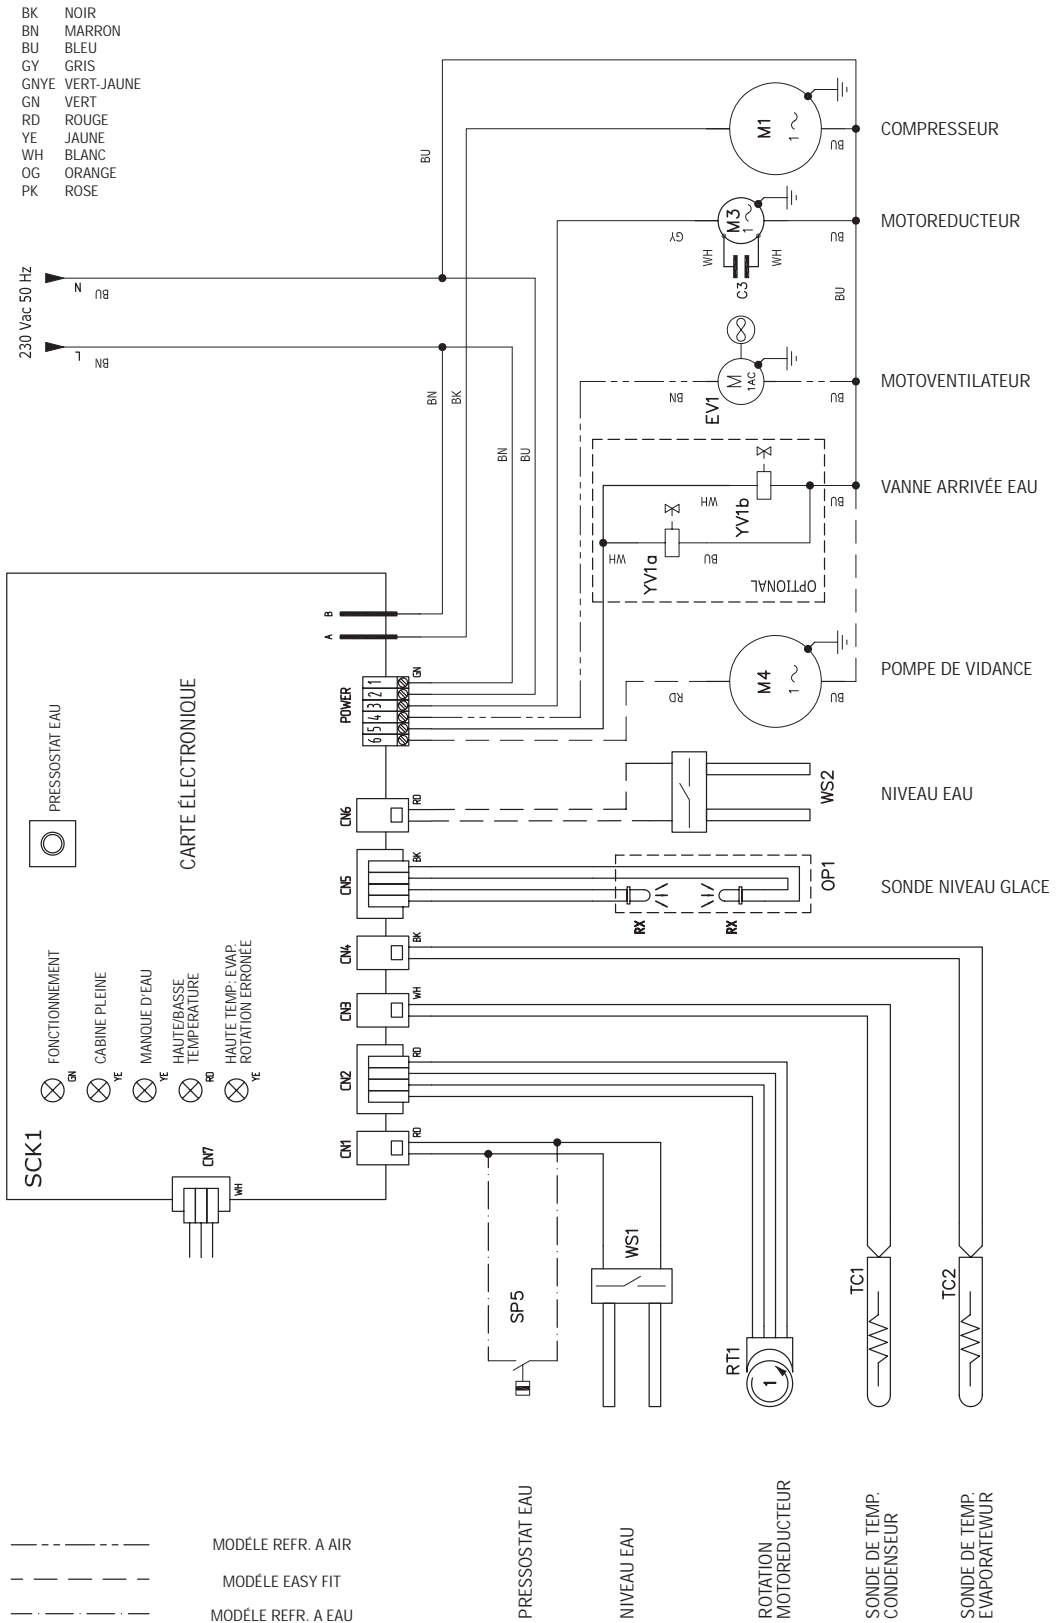 BK NOIR
BN MARRON
BU BLEU
GY GRIS
GNYE VERT-JAUNE
GN VERT
RD ROUGE
YE JAUNE
WH BLANC
OG ORANGE
PK ROSE
230 Vac 50 Hz
N BU
L BN
BU
BN
BK
BN
BU
M1
1
BU
COMPRESSEUR
GY
M3
1
BU
WH
WH
C3
MOTOREDUCTEUR
BU
BN
M
1AC
EV1
BU
MOTOVENTILATEUR
WH
YV1b
BU
VANNE ARRIVÉE EAU
WH
YV1a
BU
OPTIONAL
RD
M4
1
BU
POMPE DE VIDANCE
B
A
POWER
1
2
3
4
5
6
GN
PRESSOSTAT EAU
CARTE ÉLECTRONIQUE
CN6
RD
WS2
NIVEAU EAU
CN5
BK
RX
RX
OP1
SONDE NIVEAU GLACE
CN4
BK
CN3
WH
CN2
RD
CN1
RD
FONCTIONNEMENT
GN
CABINE PLEINE
YE
MANQUE D'EAU
YE
HAUTE/BASSE
TEMPERATURE
RD
HAUTE TEMP: EVAP.
ROTATION ERRONÉE
YE
SCK1
CN7
WH
SP5
WS1
RT1
1
TC1
TC2
PRESSOSTAT EAU
NIVEAU EAU
ROTATION
MOTOREDUCTEUR
SONDE DE TEMP.
CONDENSEUR
SONDE DE TEMP.
EVAPORATEWUR
MODÉLE REFR. A AIR
MODÉLE EASY FIT
MODÉLE REFR. A EAU